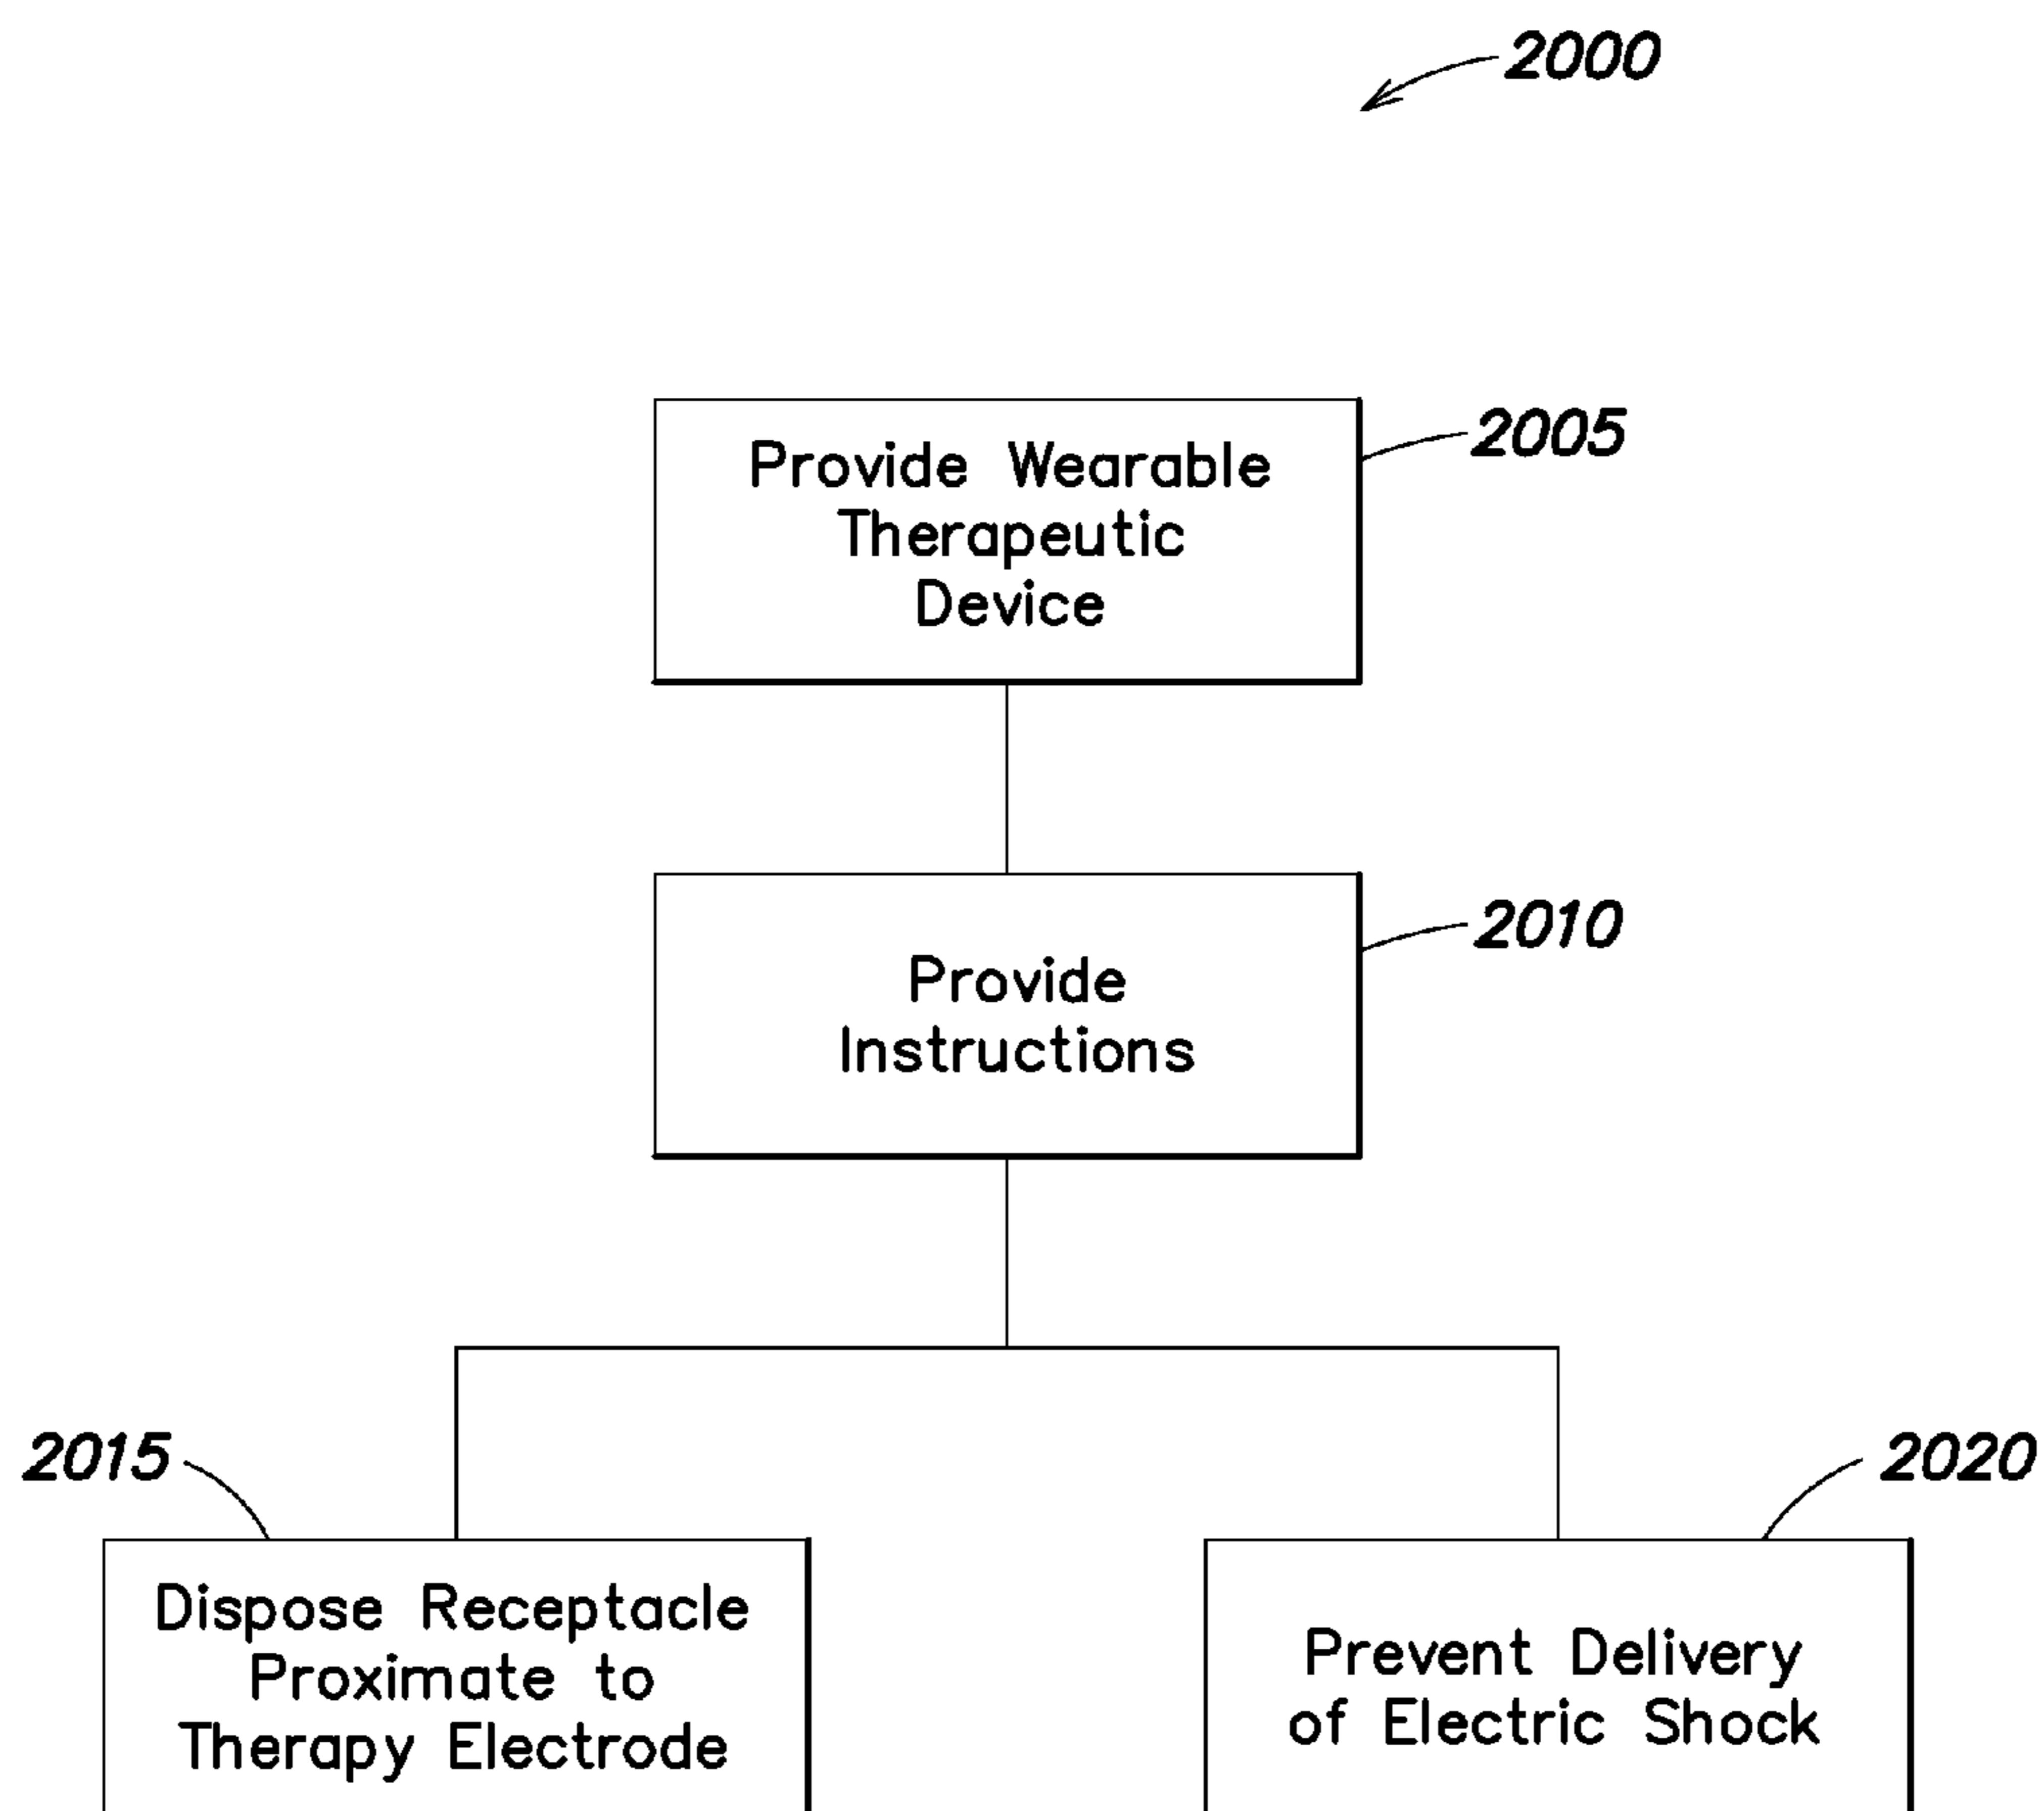 2000
Provide Wearable
Therapeutic
Device
2005
Provide
Instructions
2010
2015
2020
Dispose Receptacle
Proximate to
Therapy Electrode
Prevent Delivery
of Electric Shock